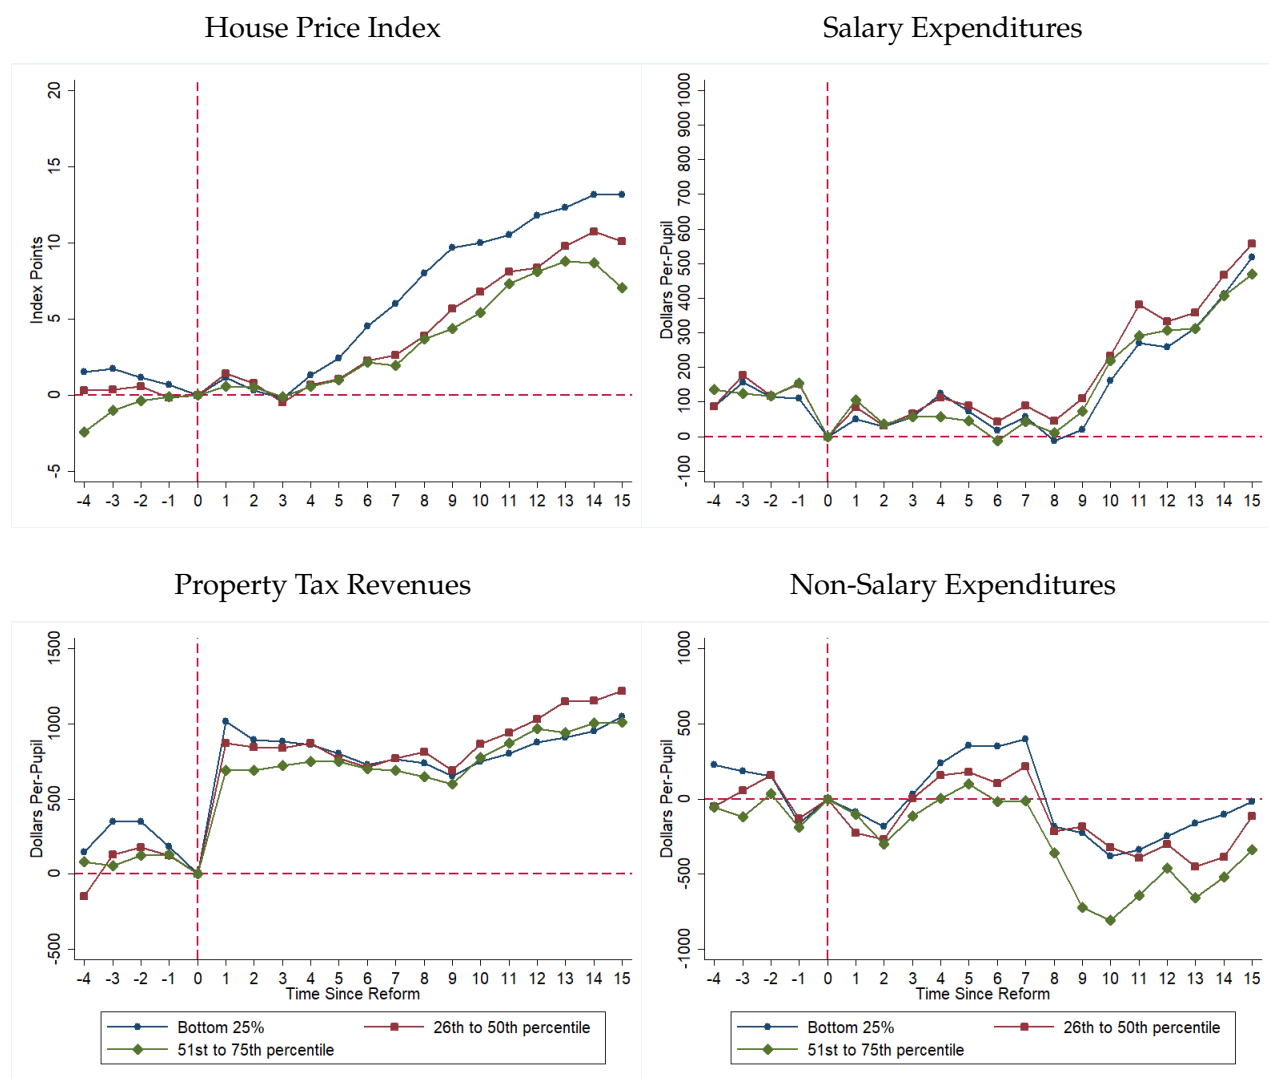 House Price Index
20
15
10
5
0
-5
Index Points
-4 -3 -2 -1 0 1 2 3 4 5 6 7 8 9 10 11 12 13 14 15
Salary Expenditures
1000
900
800
700
600
500
400
300
200
100
0
-100
Dollars Per-Pupil
-4 -3 -2 -1 0 1 2 3 4 5 6 7 8 9 10 11 12 13 14 15
Property Tax Revenues
1500
1000
500
0
-500
Dollars Per-Pupil
-4 -3 -2 -1 0 1 2 3 4 5 6 7 8 9 10 11 12 13 14 15
Time Since Reform
Bottom 25% 26th to 50th percentile
51st to 75th percentile
Non-Salary Expenditures
1000
500
0
-500
-1000
Dollars Per-Pupil
-4 -3 -2 -1 0 1 2 3 4 5 6 7 8 9 10 11 12 13 14 15
Time Since Reform
Bottom 25% 26th to 50th percentile
51st to 75th percentile